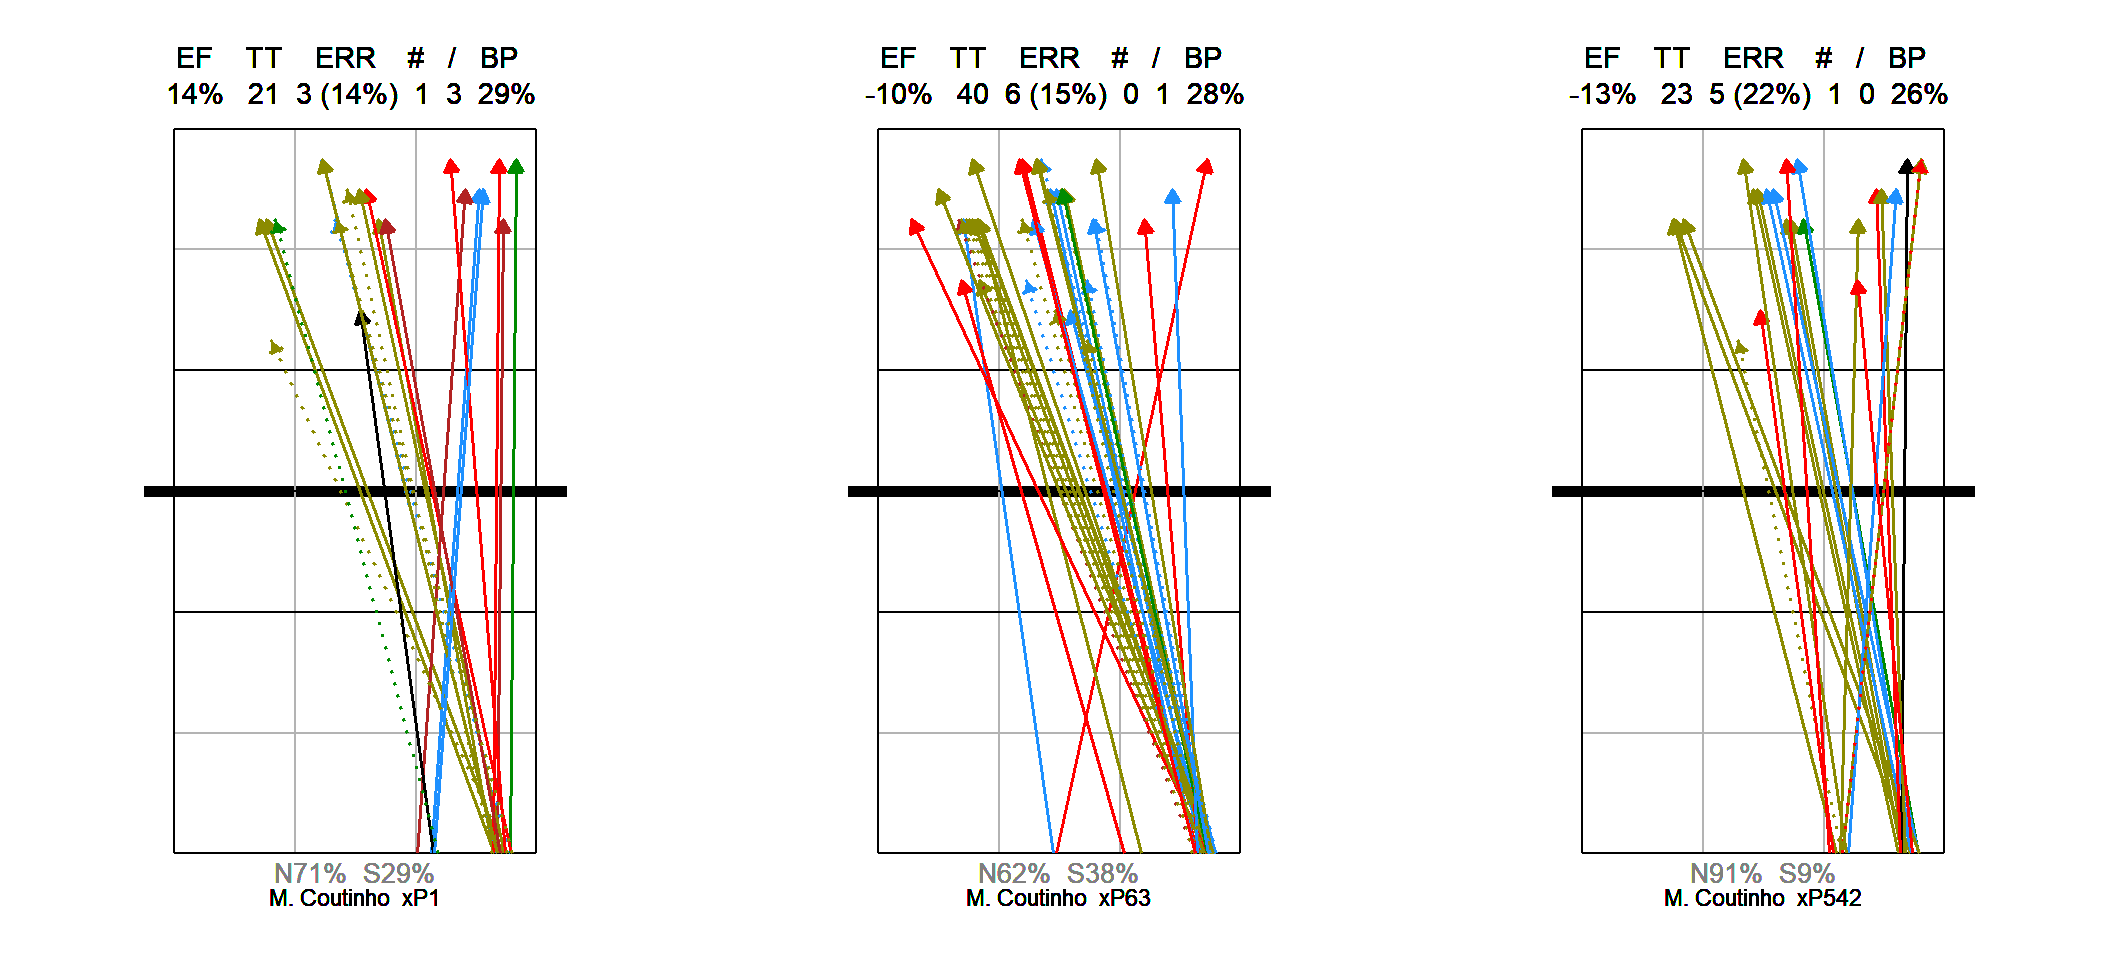 EF TT ERR # / BP
14% 21 3 (14%) 1 3 29%
N71% S29%
M. Coutinho xP1
EF TT ERR # / BP
-10% 40 6 (15%) 0 1 28%
N62% S38%
M. Coutinho xP63
EF TT ERR # / BP
-13% 23 5 (22%) 1 0 26%
N91% S9%
M. Coutinho xP542